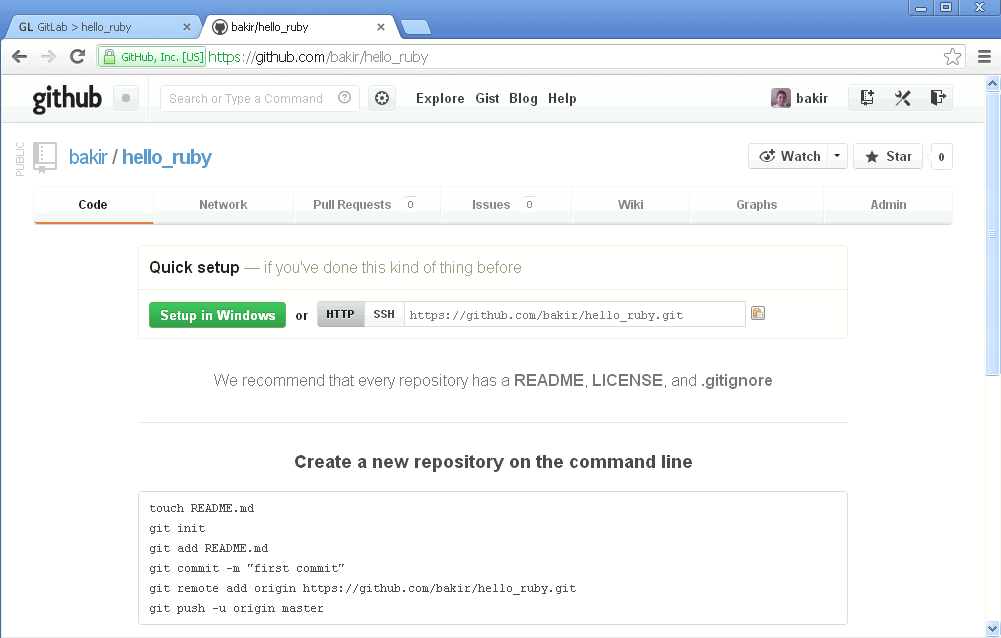 GL GitLab > hello_ruby
bakir/hello_ruby
GitHub, Inc. [US] https://github.com/bakir/hello_ruby
github Search or Type a Command Explore Gist Blog Help bakir
PUBLIC
bakir / hello_ruby Watch Star 0
Code Network Pull Requests 0 Issues 0 Wiki Graphs Admin
Quick setup — if you've done this kind of thing before
Setup in Windows or HTTP SSH https://github.com/bakir/hello_ruby.git
We recommend that every repository has a README, LICENSE, and .gitignore
Create a new repository on the command line
touch README.md
git init
git add README.md
git commit -m "first commit"
git remote add origin https://github.com/bakir/hello_ruby.git
git push -u origin master